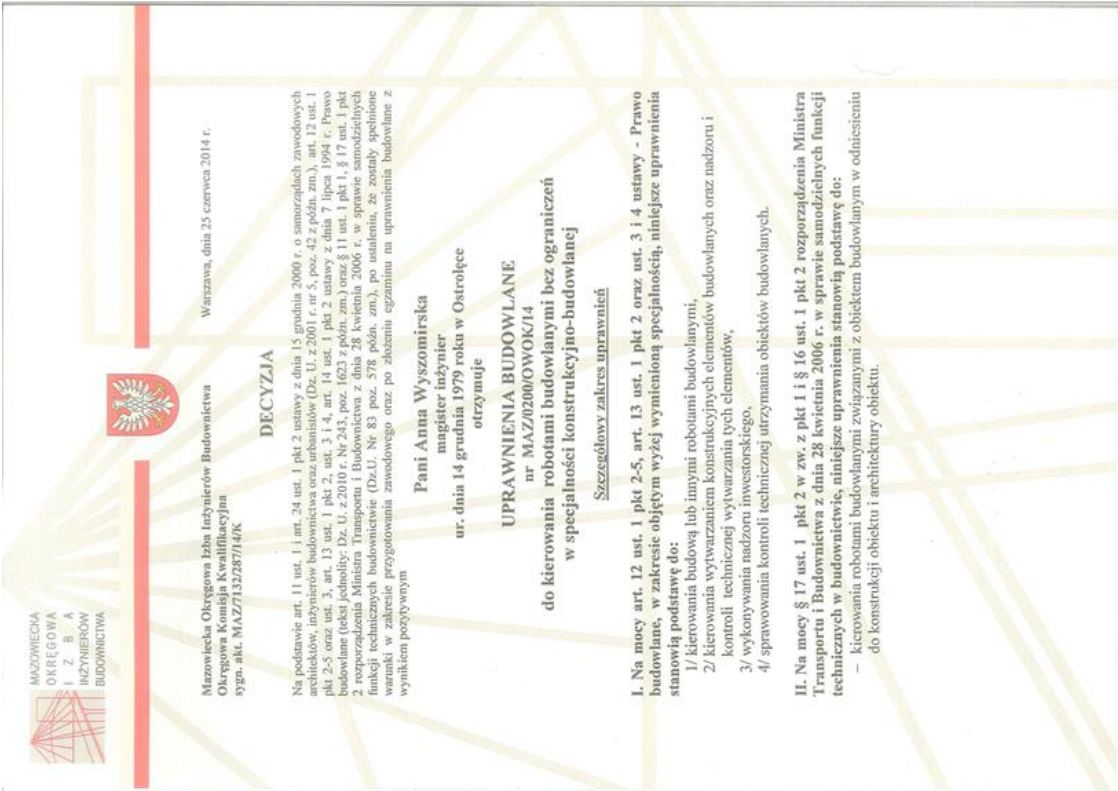 MAZOWIECKA
OKRĘGOWA
I Z B A
INŻYNIERÓW
BUDOWNICTWA
Mazowiecka Okręgowa Izba Inżynierów Budownictwa
Okręgowa Komisja Kwalifikacyjna
sygn. akt. MAZ/7132/287/14/K
Warszawa, dnia 25 czerwca 2014 r.
DECYZJA
Na podstawie art. 11 ust. 1 i art. 24 ust. 1 pkt 2 ustawy z dnia 15 grudnia 2000 r. o samorządach zawodowych
architektów, inżynierów budownictwa oraz urbanistów (Dz. U. z 2001 r. nr 5, poz. 42 z późn. zm.), art. 12 ust. 1
pkt 2-5 oraz ust. 3, art. 13 ust. 1 pkt 2, ust. 3 i 4, art. 14 ust. 1 pkt 2 ustawy z dnia 7 lipca 1994 r. Prawo
budowlane (tekst jednolity: Dz. U. z 2010 r. Nr 243, poz. 1623 z późn. zm.) oraz § 11 ust. 1 pkt 1, § 17 ust. 1 pkt
2 rozporządzenia Ministra Transportu i Budownictwa z dnia 28 kwietnia 2006 r. w sprawie samodzielnych
funkcji technicznych budownictwie (Dz.U. Nr 83 poz. 578 późn. zm.), po ustaleniu, że zostały spełnione
warunki w zakresie przygotowania zawodowego oraz po złożeniu egzaminu na uprawnienia budowlane z
wynikiem pozytywnym
Pani Anna Wyszomirska
magister inżynier
ur. dnia 14 grudnia 1979 roku w Ostrołęce
otrzymuje
UPRAWNIENIA BUDOWLANE
nr MAZ/0200/OWOK/14
do kierowania robotami budowlanymi bez ograniczeń
w specjalności konstrukcyjno-budowlanej
Szczegółowy zakres uprawnień
I. Na mocy art. 12 ust. 1 pkt 2-5, art. 13 ust. 1 pkt 2 oraz ust. 3 i 4 ustawy - Prawo
budowlane, w zakresie objętym wyżej wymienioną specjalnością, niniejsze uprawnienia
stanowią podstawę do:
1/ kierowania budową lub innymi robotami budowlanymi,
2/ kierowania wytwarzaniem konstrukcyjnych elementów budowlanych oraz nadzoru i
kontroli technicznej wytwarzania tych elementów,
3/ wykonywania nadzoru inwestorskiego,
4/ sprawowania kontroli technicznej utrzymania obiektów budowlanych.
II. Na mocy § 17 ust. 1 pkt 2 w zw. z pkt 1 i § 16 ust. 1 pkt 2 rozporządzenia Ministra
Transportu i Budownictwa z dnia 28 kwietnia 2006 r. w sprawie samodzielnych funkcji
technicznych w budownictwie, niniejsze uprawnienia stanowią podstawę do:
– kierowania robotami budowlanymi związanymi z obiektem budowlanym w odniesieniu
do konstrukcji obiektu i architektury obiektu.